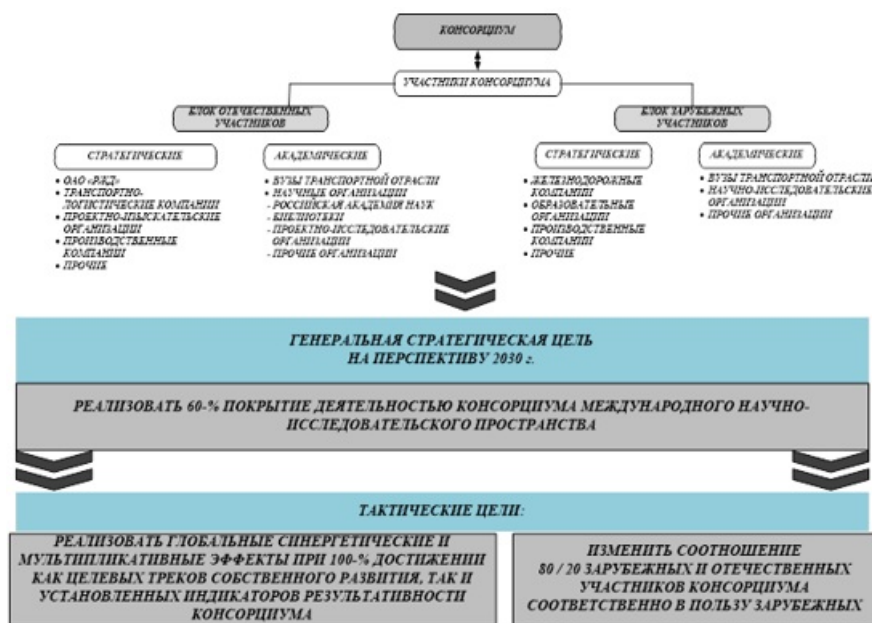 КОНСОРЦИУМ
УЧАСТНИКИ КОНСОРЦИУМА
БЛОК ОТЕЧЕСТВЕННЫХ
УЧАСТНИКОВ
БЛОК ЗАРУБЕЖНЫХ
УЧАСТНИКОВ
СТРАТЕГИЧЕСКИЕ
• ОАО «РЖД»
• ТРАНСПОРТНО-
ЛОГИСТИЧЕСКИЕ КОМПАНИИ
• ПРОЕКТНО-ИЗЫСКАТЕЛЬСКИЕ
ОРГАНИЗАЦИИ
• ПРОИЗВОДСТВЕННЫЕ
КОМПАНИИ
• ПРОЧИЕ
АКАДЕМИЧЕСКИЕ
• ВУЗЫ ТРАНСПОРТНОЙ ОТРАСЛИ
• НАУЧНЫЕ ОРГАНИЗАЦИИ
- РОССИЙСКАЯ АКАДЕМИЯ НАУК
- БИБЛИОТЕКИ
- ПРОЕКТНО-ИССЛЕДОВАТЕЛЬСКИЕ
ОРГАНИЗАЦИИ
- ПРОЧИЕ ОРГАНИЗАЦИИ
СТРАТЕГИЧЕСКИЕ
• ЖЕЛЕЗНОДОРОЖНЫЕ
КОМПАНИИ
• ОБРАЗОВАТЕЛЬНЫЕ
ОРГАНИЗАЦИИ
• ПРОИЗВОДСТВЕННЫЕ
КОМПАНИИ
• ПРОЧИЕ
АКАДЕМИЧЕСКИЕ
• ВУЗЫ ТРАНСПОРТНОЙ ОТРАСЛИ
• НАУЧНО-ИССЛЕДОВАТЕЛЬСКИЕ
ОРГАНИЗАЦИИ
• ПРОЧИЕ ОРГАНИЗАЦИИ
ГЕНЕРАЛЬНАЯ СТРАТЕГИЧЕСКАЯ ЦЕЛЬ
НА ПЕРСПЕКТИВУ 2030 г.
РЕАЛИЗОВАТЬ 60-% ПОКРЫТИЕ ДЕЯТЕЛЬНОСТЬЮ КОНСОРЦИУМА МЕЖДУНАРОДНОГО НАУЧНО-
ИССЛЕДОВАТЕЛЬСКОГО ПРОСТРАНСТВА
ТАКТИЧЕСКИЕ ЦЕЛИ:
РЕАЛИЗОВАТЬ ГЛОБАЛЬНЫЕ СИНЕРГЕТИЧЕСКИЕ И
МУЛЬТИПЛИКАТИВНЫЕ ЭФФЕКТЫ ПРИ 100-% ДОСТИЖЕНИИ
КАК ЦЕЛЕВЫХ ТРЕКОВ СОБСТВЕННОГО РАЗВИТИЯ, ТАК И
УСТАНОВЛЕННЫХ ИНДИКАТОРОВ РЕЗУЛЬТАТИВНОСТИ
КОНСОРЦИУМА
ИЗМЕНИТЬ СООТНОШЕНИЕ
80 / 20 ЗАРУБЕЖНЫХ И ОТЕЧЕСТВЕННЫХ
УЧАСТНИКОВ КОНСОРЦИУМА
СООТВЕТСТВЕННО В ПОЛЬЗУ ЗАРУБЕЖНЫХ